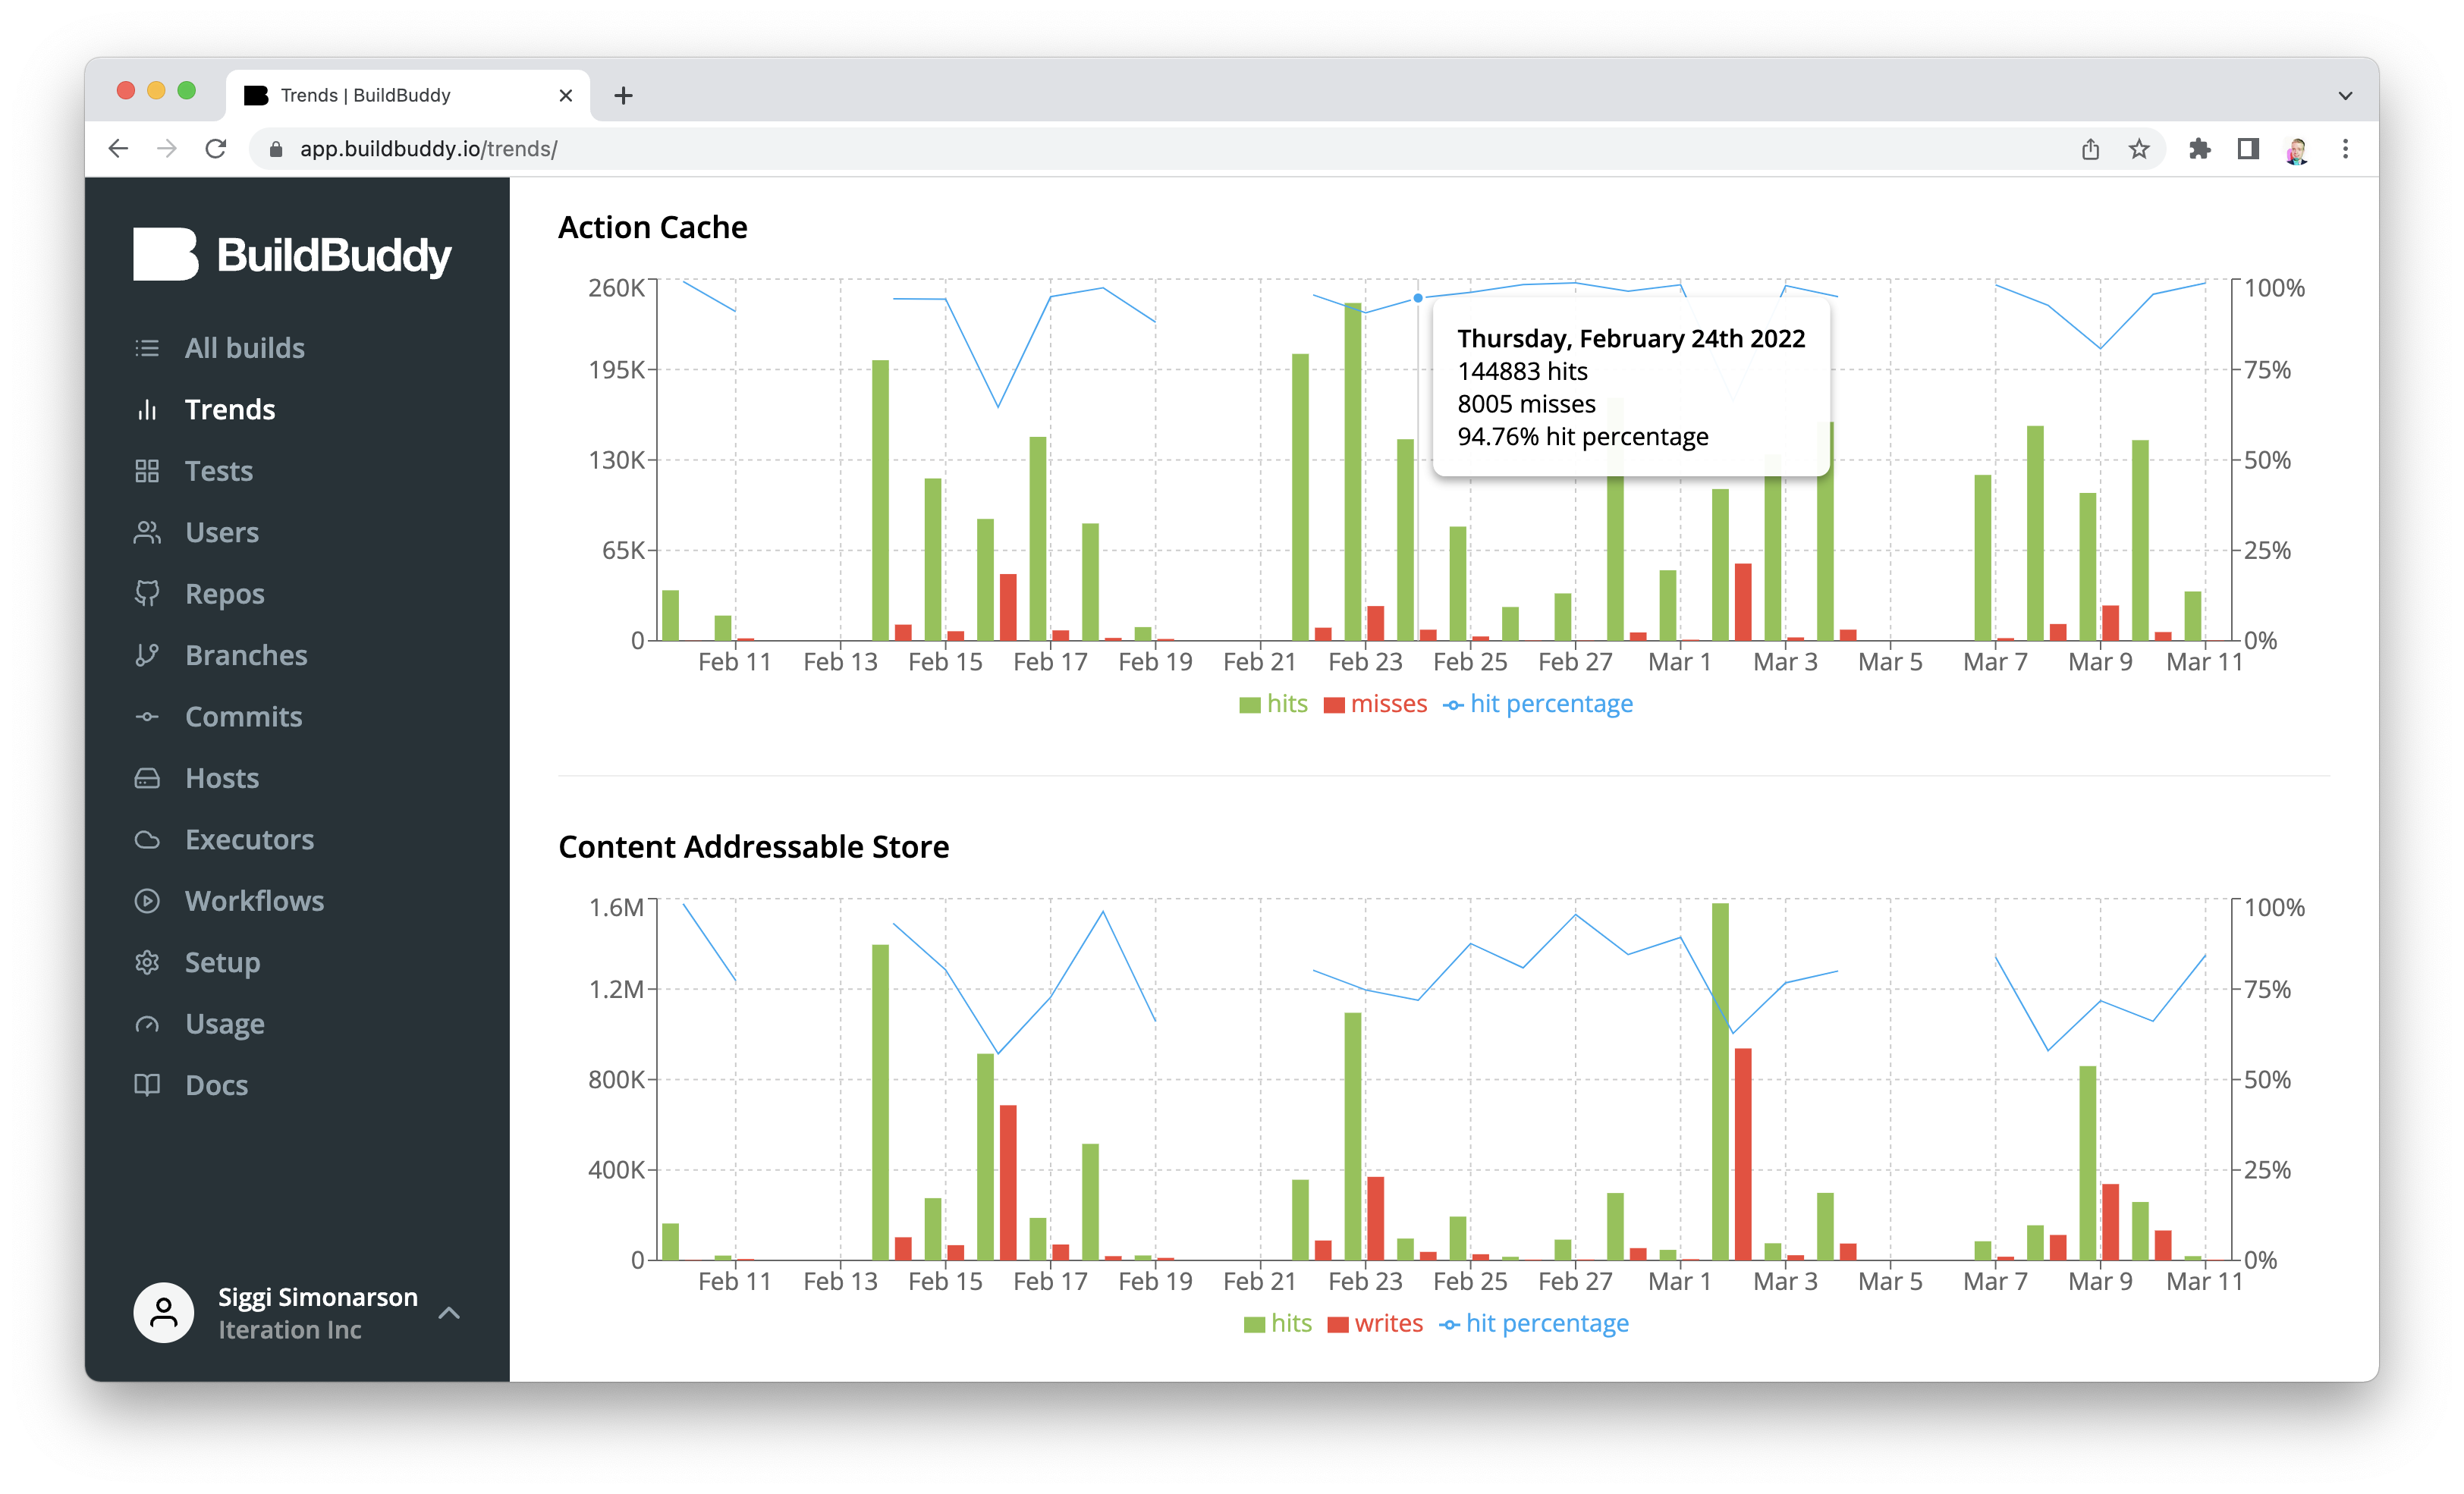 Trends | BuildBuddy
app.buildbuddy.io/trends/
BuildBuddy
All builds
Trends
Tests
Users
Repos
Branches
Commits
Hosts
Executors
Workflows
Setup
Usage
Docs
Siggi Simonarson
Iteration Inc
Action Cache
260K
195K
130K
65K
0
100%
75%
50%
25%
0%
Thursday, February 24th 2022
144883 hits
8005 misses
94.76% hit percentage
Feb 11 Feb 13 Feb 15 Feb 17 Feb 19 Feb 21 Feb 23 Feb 25 Feb 27 Mar 1 Mar 3 Mar 5 Mar 7 Mar 9 Mar 11
hits misses hit percentage
Content Addressable Store
1.6M
1.2M
800K
400K
0
100%
75%
50%
25%
0%
Feb 11 Feb 13 Feb 15 Feb 17 Feb 19 Feb 21 Feb 23 Feb 25 Feb 27 Mar 1 Mar 3 Mar 5 Mar 7 Mar 9 Mar 11
hits writes hit percentage